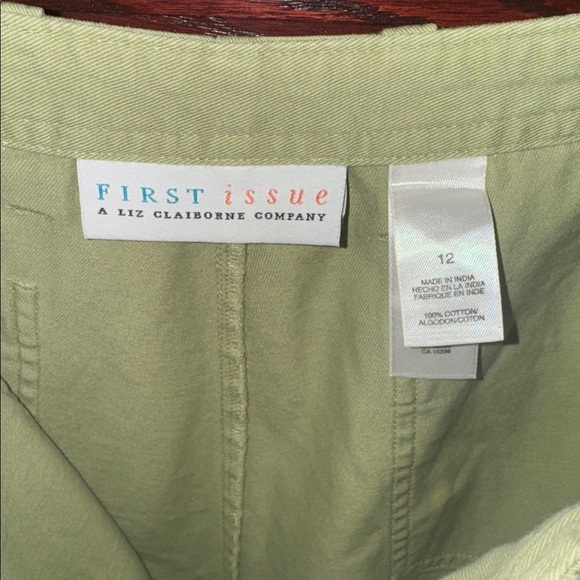 FIRST issue
A LIZ CLAIBORNE COMPANY
12
MADE IN INDIA
HECHO EN LA INDIA
FABRIQUE EN INDE
100% COTTON/
ALGODON/COTON